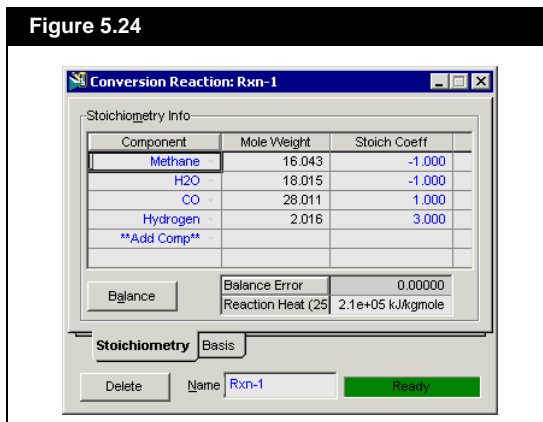 Figure 5.24
Conversion Reaction: Rxn-1
Stoichiometry Info
Component Mole Weight Stoich Coeff
Methane 16.043 -1.000
H2O 18.015 -1.000
CO 28.011 1.000
Hydrogen 2.016 3.000
**Add Comp**
Balance
Balance Error 0.00000
Reaction Heat (25 2.1e+05 kJ/kgmole
Stoichiometry Basis
Delete Name Rxn-1 Ready